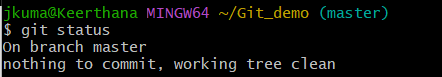 jkuma@Keerthana MINGW64 ~/Git_demo (master)
$ git status
On branch master
nothing to commit, working tree clean